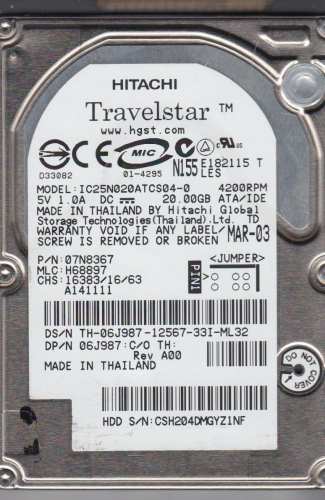 HITACHI
Travelstar ™
www.hgst.com
D33082
MIC
01-4295
N155 E182115 T
LES
MODEL: IC25N020ATCS04-0 4200RPM
5V 1.0A DC 20.00GB ATA/IDE
MADE IN THAILAND BY Hitachi Global
Storage Technologies(Thailand) Ltd. TD
WARRANTY VOID IF ANY LABEL/
SCREW IS REMOVED OR BROKEN MAR-03
P/N: 07N8367
MLC: H68897
CHS: 16383/16/63
A141111
<JUMPER>
PIN1
DS/N TH-06J987-12567-33I-ML32
DP/N 06J987: C/O TH:
Rev A00
MADE IN THAILAND
DO NOT COVER
HDD S/N: CSH204DMGYZ1NF